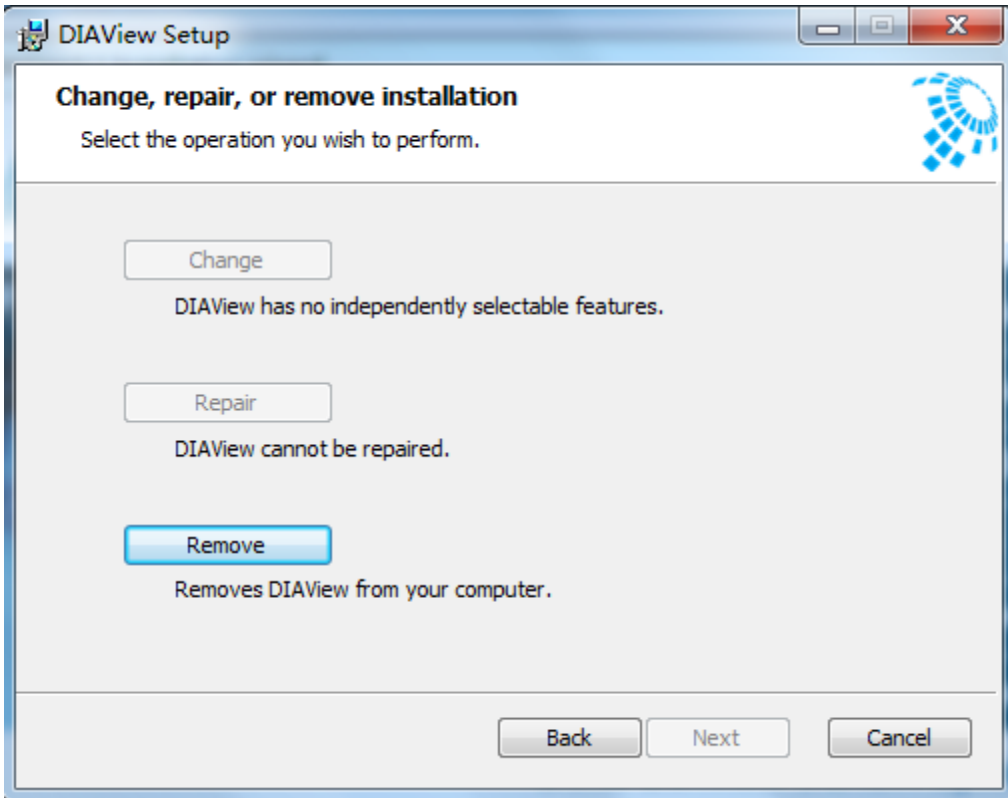 DIAView Setup
Change, repair, or remove installation
Select the operation you wish to perform.
Change
DIAView has no independently selectable features.
Repair
DIAView cannot be repaired.
Remove
Removes DIAView from your computer.
Back Next Cancel